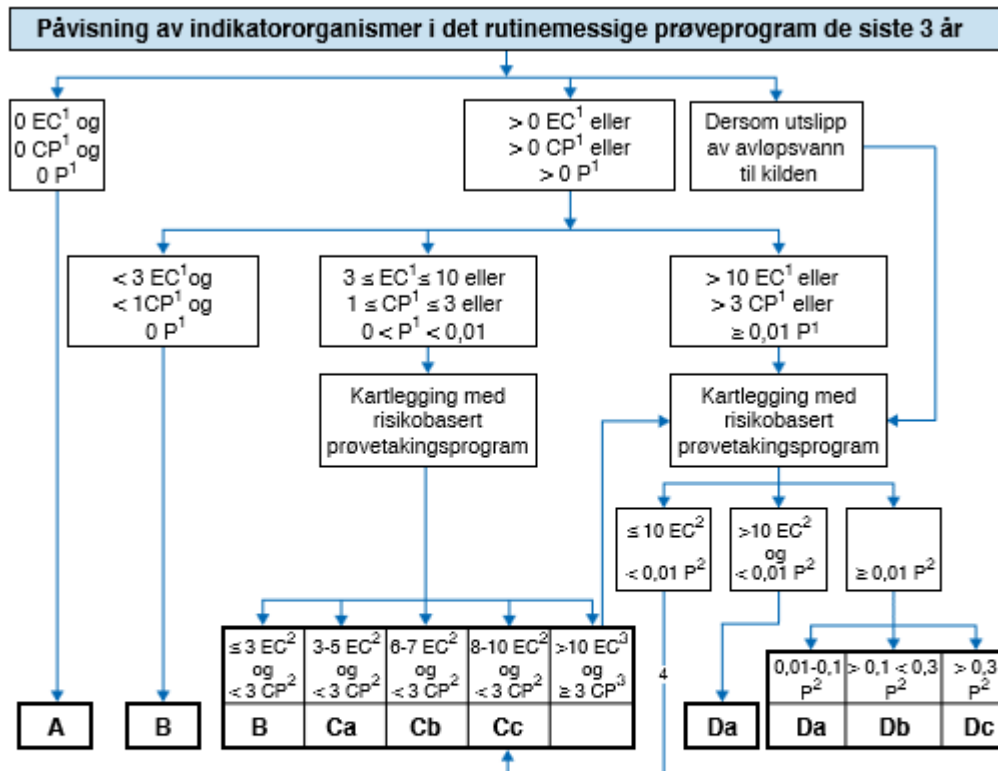 Påvisning av indikatororganismer i det rutinemessige prøveprogram de siste 3 år
0 EC¹ og
0 CP¹ og
0 P¹
> 0 EC¹ eller
> 0 CP¹ eller
> 0 P¹
Dersom utslipp
av avløpsvann
til kilden
< 3 EC¹og
< 1CP¹ og
0 P¹
3 ≤ EC¹≤ 10 eller
1 ≤ CP¹ ≤ 3 eller
0 < P¹ < 0,01
> 10 EC¹ eller
> 3 CP¹ eller
≥ 0,01 P¹
Kartlegging med
risikobasert
prøvetakingsprogram
Kartlegging med
risikobasert
prøvetakingsprogram
≤ 10 EC²
< 0,01 P²
>10 EC²
og
< 0,01 P²
≥ 0,01 P²
≤ 3 EC²
og
< 3 CP²
B
3-5 EC²
og
< 3 CP²
Ca
6-7 EC²
og
< 3 CP²
Cb
8-10 EC²
og
< 3 CP²
Cc
>10 EC³
og
≥ 3 CP³
4
0,01-0,1
P²
Da
> 0,1 < 0,3
P²
Db
> 0,3
P²
Dc
A
B
Da